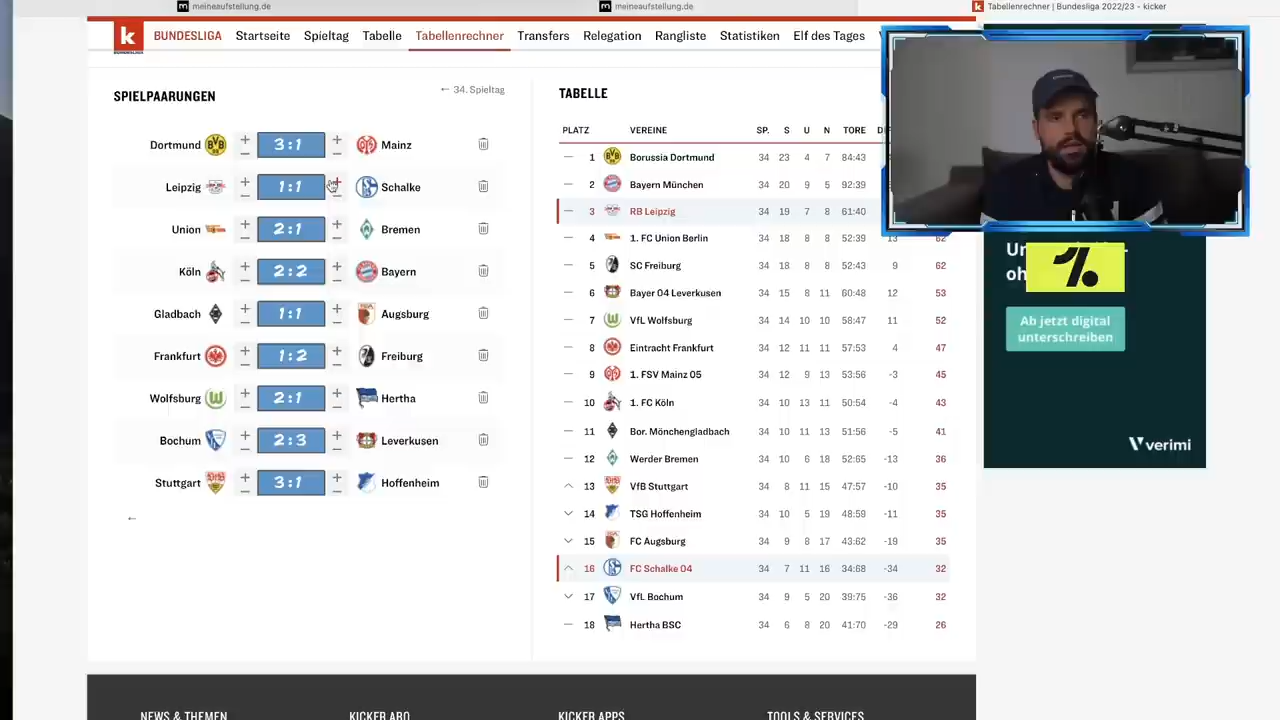 meineaufstellung.de
meineaufstellung.de
Tabellenrechner | Bundesliga 2022/23 - kicker
k
BUNDESLIGA Startseite Spieltag Tabelle Tabellenrechner Transfers Relegation Rangliste Statistiken Elf des Tages
SPIELPAARUNGEN
← 34. Spieltag
Dortmund + − 3:1 + − Mainz
Leipzig + − 1:1 + − Schalke
Union + − 2:1 + − Bremen
Köln + − 2:2 + − Bayern
Gladbach + − 1:1 + − Augsburg
Frankfurt + − 1:2 + − Freiburg
Wolfsburg + − 2:1 + − Hertha
Bochum + − 2:3 + − Leverkusen
Stuttgart + − 3:1 + − Hoffenheim
←
TABELLE
PLATZ VEREINE SP. S U N TORE
1 Borussia Dortmund 34 23 4 7 84:43
2 Bayern München 34 20 9 5 92:39
3 RB Leipzig 34 19 7 8 61:40
4 1. FC Union Berlin 34 18 8 8 52:39 13 62
5 SC Freiburg 34 18 8 8 52:43 9 62
6 Bayer 04 Leverkusen 34 15 8 11 60:48 12 53
7 VfL Wolfsburg 34 14 10 10 58:47 11 52
8 Eintracht Frankfurt 34 12 11 11 57:53 4 47
9 1. FSV Mainz 05 34 12 9 13 53:56 -3 45
10 1. FC Köln 34 10 13 11 50:54 -4 43
11 Bor. Mönchengladbach 34 10 11 13 51:56 -5 41
12 Werder Bremen 34 10 6 18 52:65 -13 36
13 VfB Stuttgart 34 8 11 15 47:57 -10 35
14 TSG Hoffenheim 34 10 5 19 48:59 -11 35
15 FC Augsburg 34 9 8 17 43:62 -19 35
16 FC Schalke 04 34 7 11 16 34:68 -34 32
17 VfL Bochum 34 9 5 20 39:75 -36 32
18 Hertha BSC 34 6 8 20 41:70 -29 26
Ab jetzt digital
unterschreiben
verimi
NEWS & THEMEN KICKER ABO KICKER APPS TOOLS & SERVICES